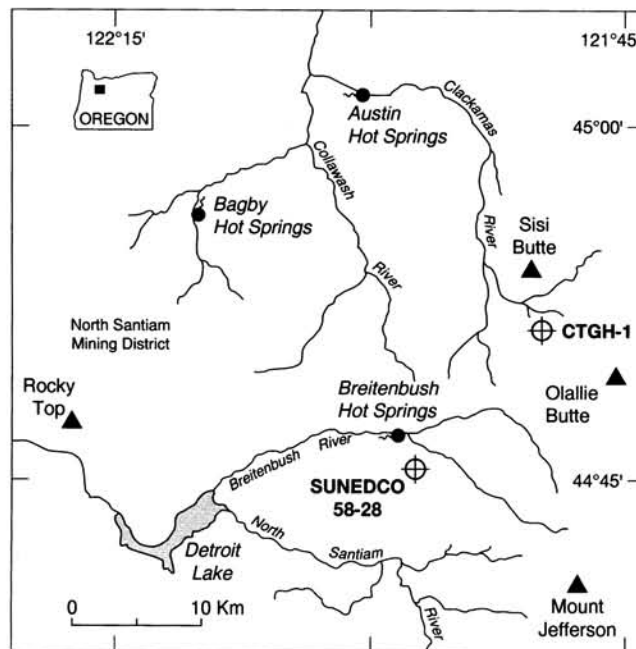 122°15'
121°45'
OREGON
Austin
Hot Springs
Clackamas
River
45°00'
Collawash
River
Bagby
Hot Springs
Sisi
Butte
North Santiam
Mining District
CTGH-1
Rocky
Top
Breitenbush
Hot Springs
Olallie
Butte
Breitenbush River
SUNEDCO
58-28
44°45'
North Santiam River
Detroit
Lake
0 10 Km
Mount
Jefferson